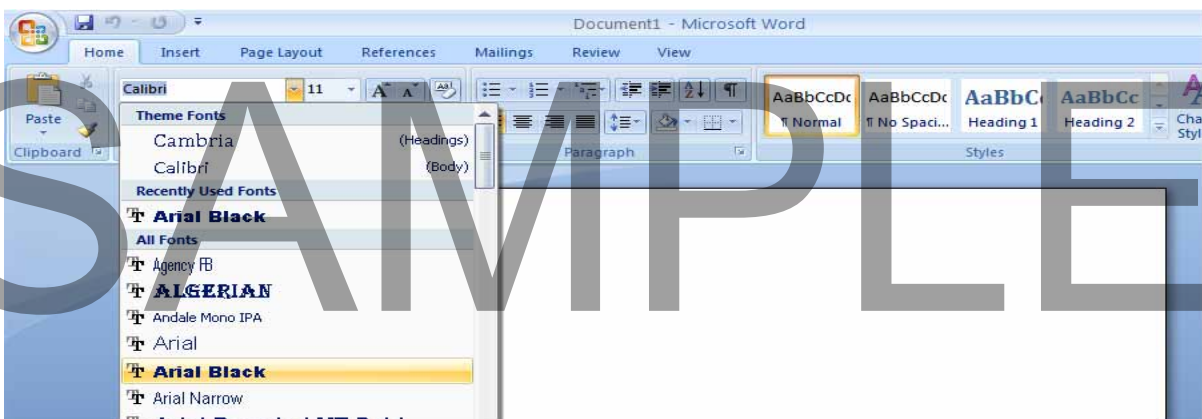 Document1 - Microsoft Word
Home Insert Page Layout References Mailings Review View
Calibri 11
Paste
Clipboard
Paragraph
AaBbCcDc AaBbCcDc AaBbC AaBbCc
¶ Normal ¶ No Spaci... Heading 1 Heading 2
Cha
Styl
Styles
Theme Fonts
Cambria (Headings)
Calibri (Body)
Recently Used Fonts
Arial Black
All Fonts
Agency FB
ALGERIAN
Andale Mono IPA
Arial
Arial Black
Arial Narrow
SAMPLE